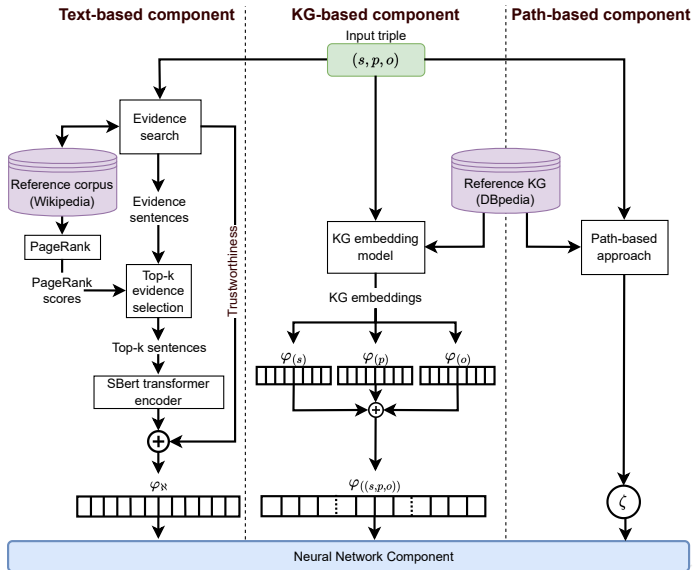 Text-based component
KG-based component
Path-based component
Input triple
(s, p, o)
Evidence
search
Reference corpus
(Wikipedia)
Reference KG
(DBpedia)
Evidence
sentences
Trustworthiness
PageRank
KG embedding
model
Path-based
approach
PageRank
scores
Top-k
evidence
selection
KG embeddings
Top-k sentences
φ(s)
φ(p)
φ(o)
SBert transformer
encoder
+
+
φℵ
φ((s,p,o))
ζ
Neural Network Component